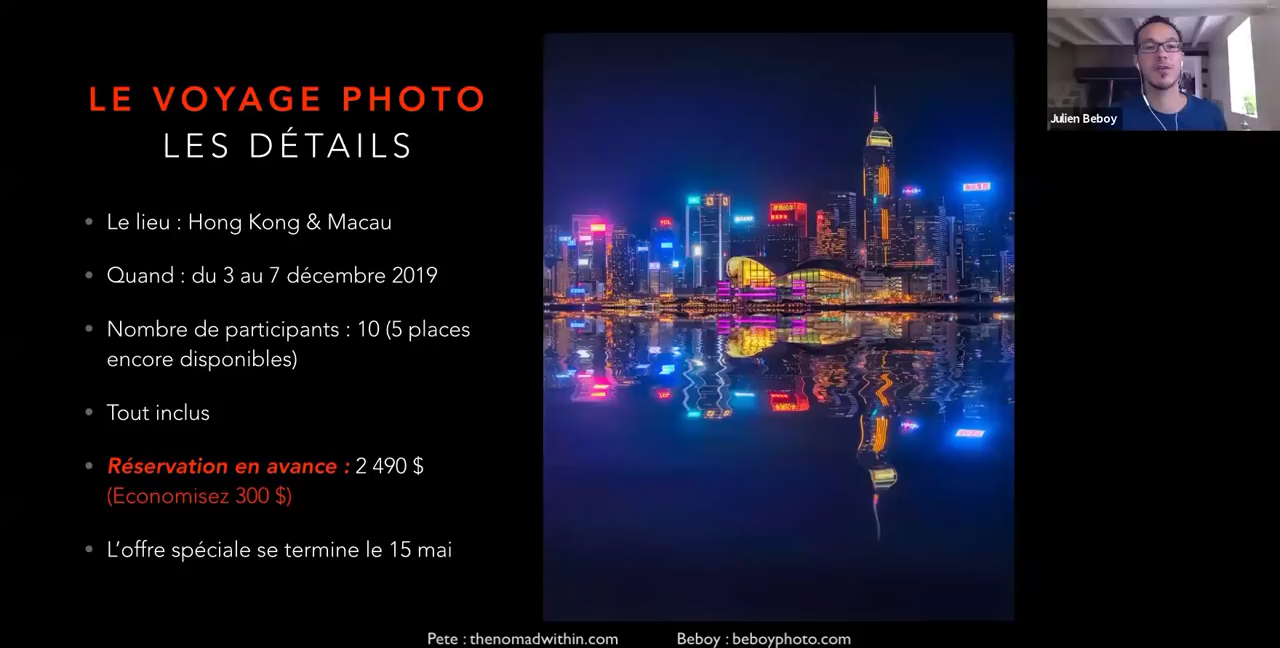 LE VOYAGE PHOTO
LES DÉTAILS
• Le lieu : Hong Kong & Macau
• Quand : du 3 au 7 décembre 2019
• Nombre de participants : 10 (5 places
encore disponibles)
• Tout inclus
• Réservation en avance : 2 490 $
(Economisez 300 $)
• L’offre spéciale se termine le 15 mai
TCL
Julien Beboy
Pete : thenomadwithin.com Beboy : beboyphoto.com